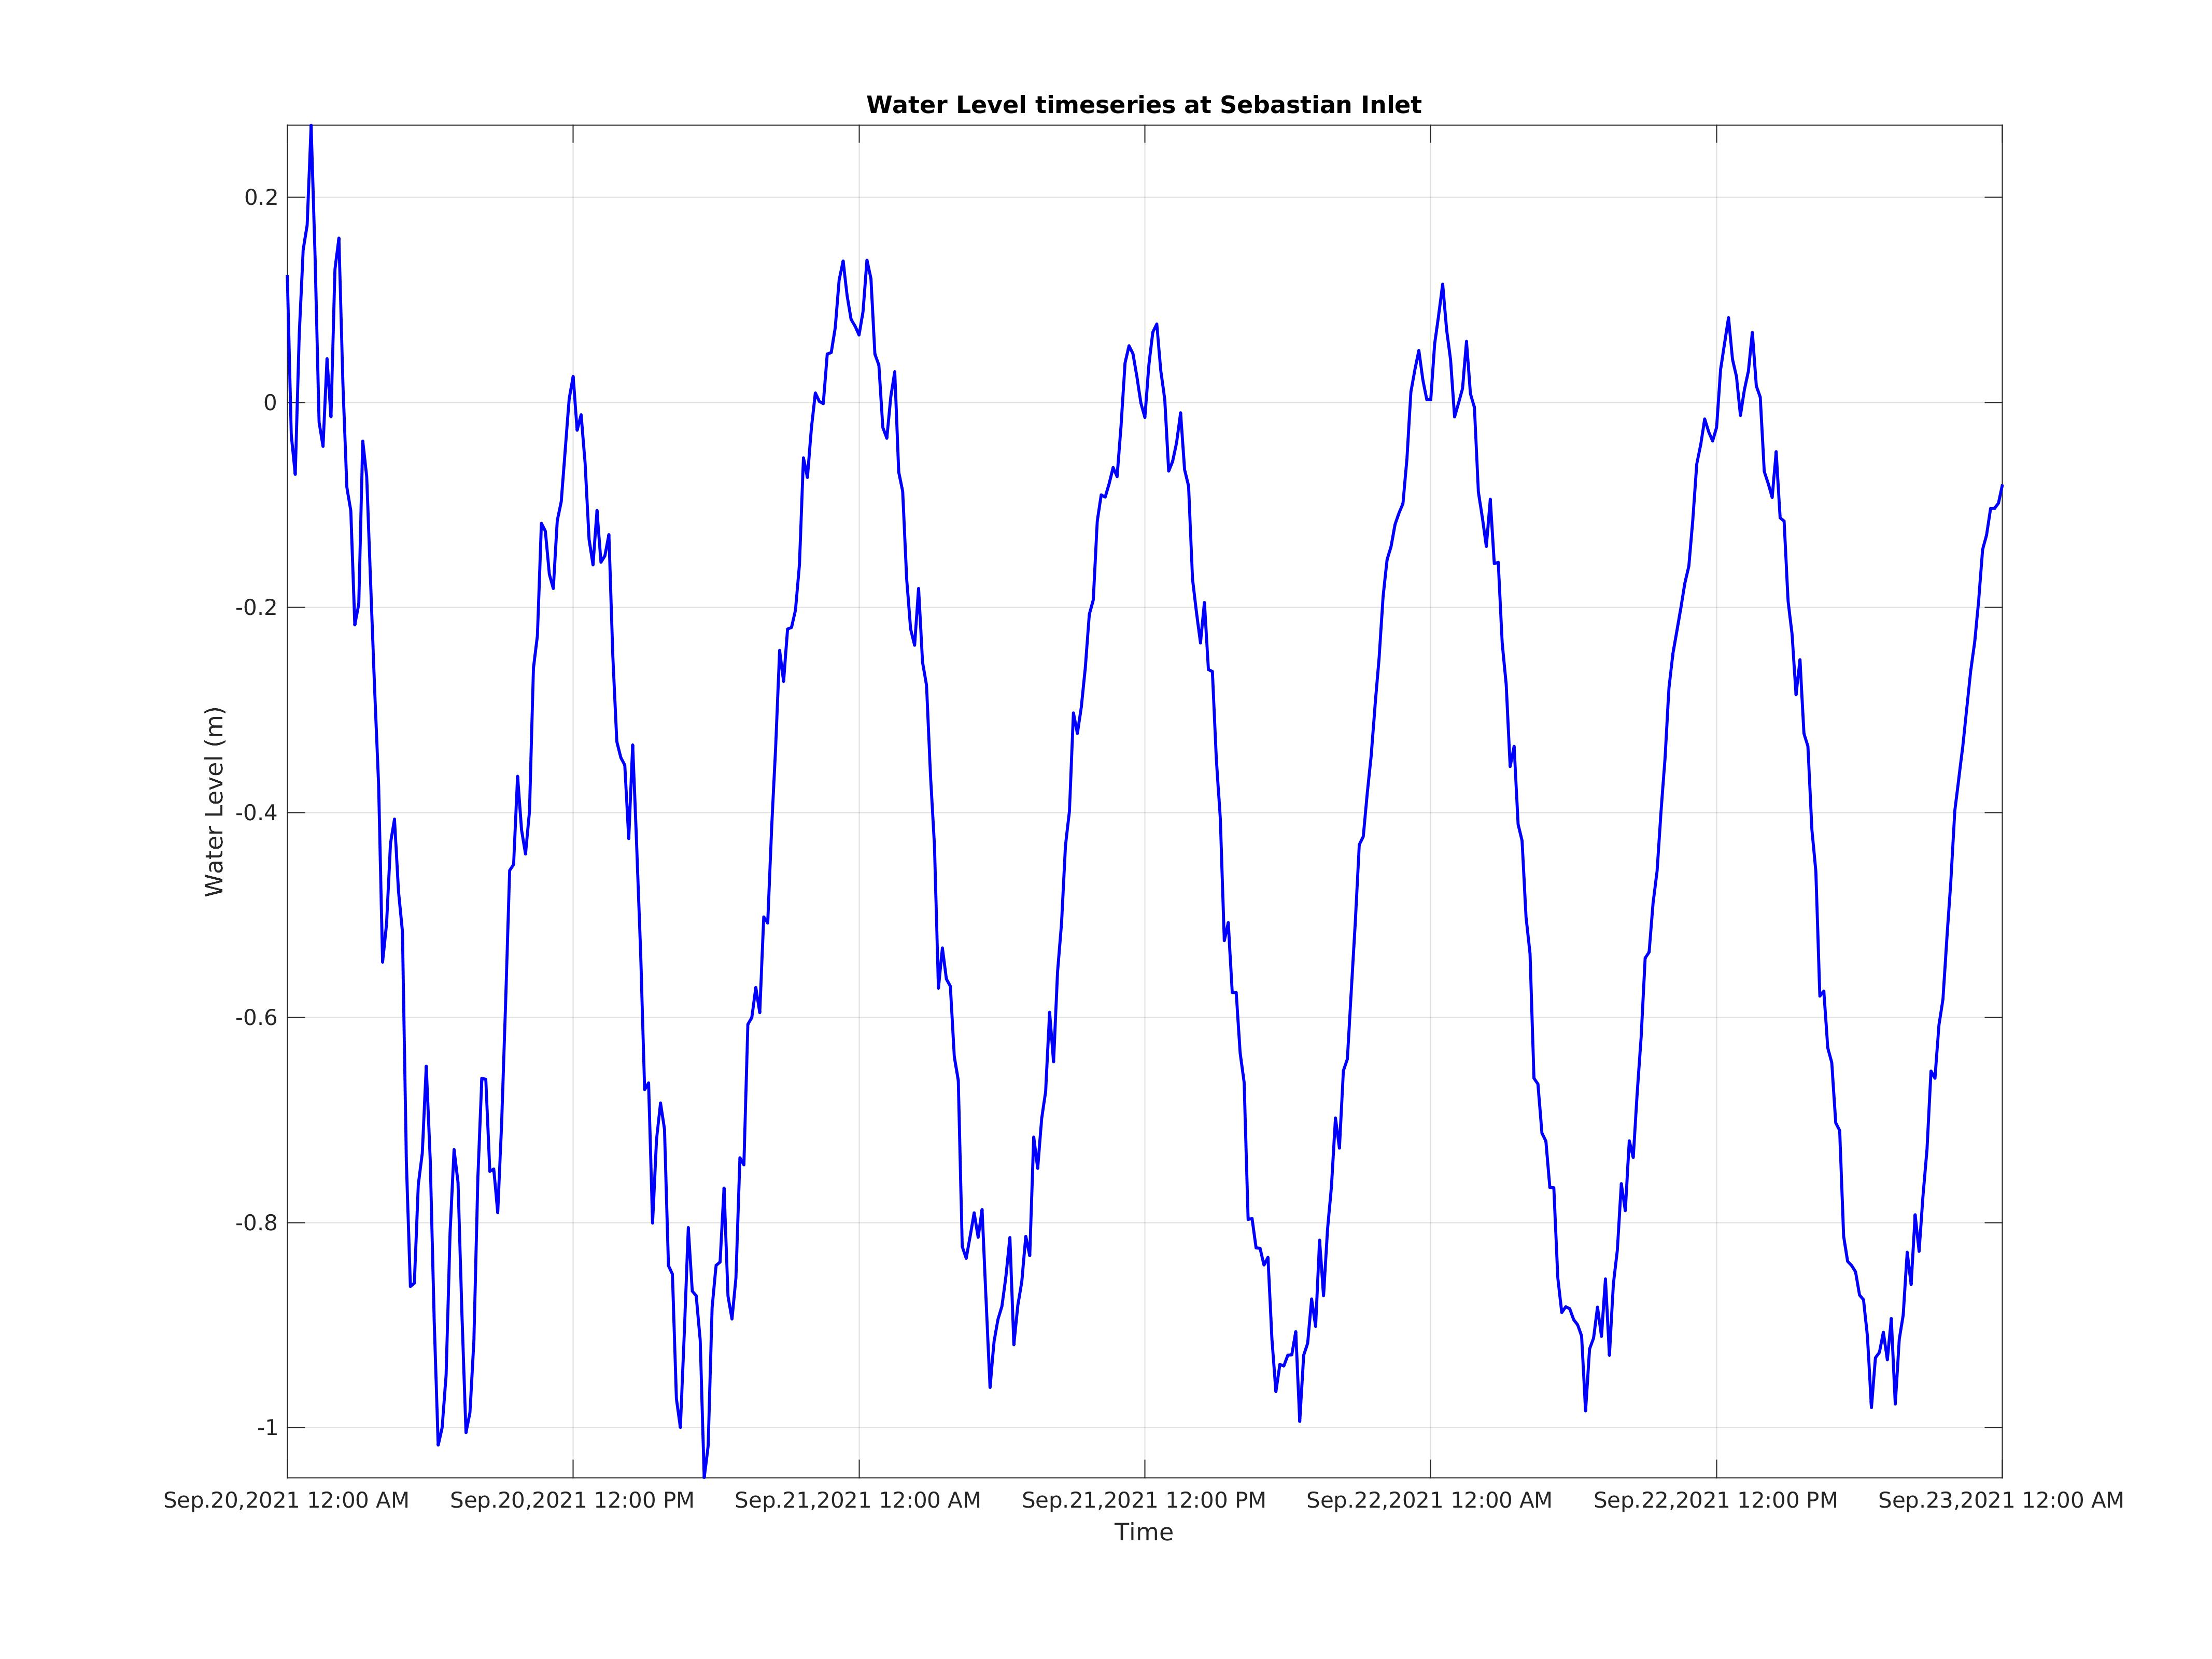 Water Level timeseries at Sebastian Inlet
0.2
0
-0.2
-0.4
-0.6
-0.8
-1
Water Level (m)
Sep.20,2021 12:00 AM
Sep.20,2021 12:00 PM
Sep.21,2021 12:00 AM
Sep.21,2021 12:00 PM
Sep.22,2021 12:00 AM
Sep.22,2021 12:00 PM
Sep.23,2021 12:00 AM
Time